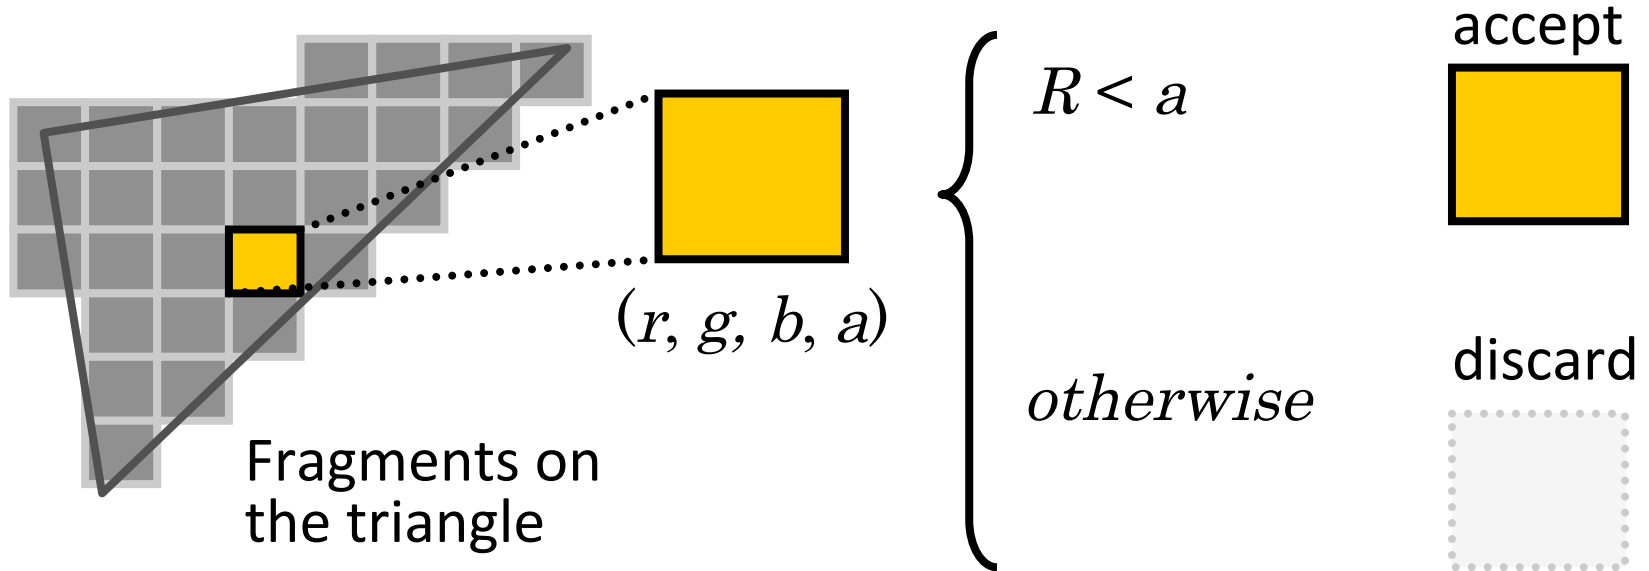 accept
R < a
(r, g, b, a)
discard
otherwise
Fragments on
the triangle